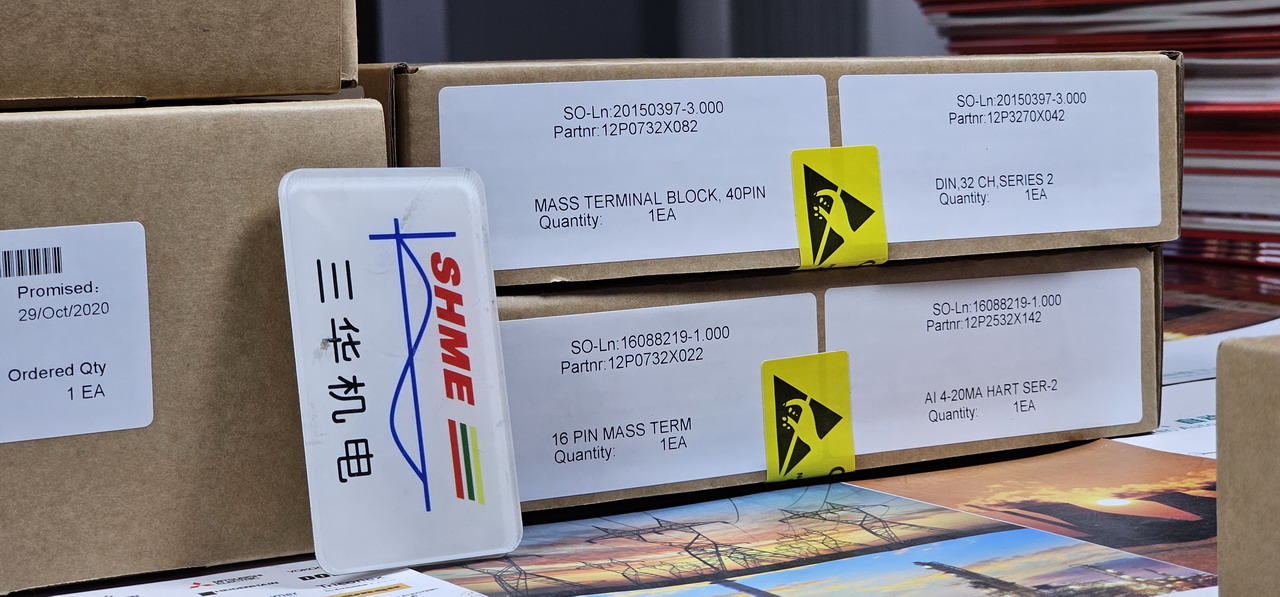 SO-Ln:20150397-3.000
Partnr:12P0732X082
MASS TERMINAL BLOCK, 40PIN
Quantity: 1EA
SO-Ln:20150397-3.000
Partnr:12P3270X042
DIN,32 CH,SERIES 2
Quantity: 1EA
Promised:
29/Oct/2020
Ordered Qty
1 EA
SHME
三华机电
SO-Ln:16088219-1.000
Partnr:12P0732X022
16 PIN MASS TERM
Quantity: 1EA
SO-Ln:16088219-1.000
Partnr:12P2532X142
AI 4-20MA HART SER-2
Quantity: 1EA